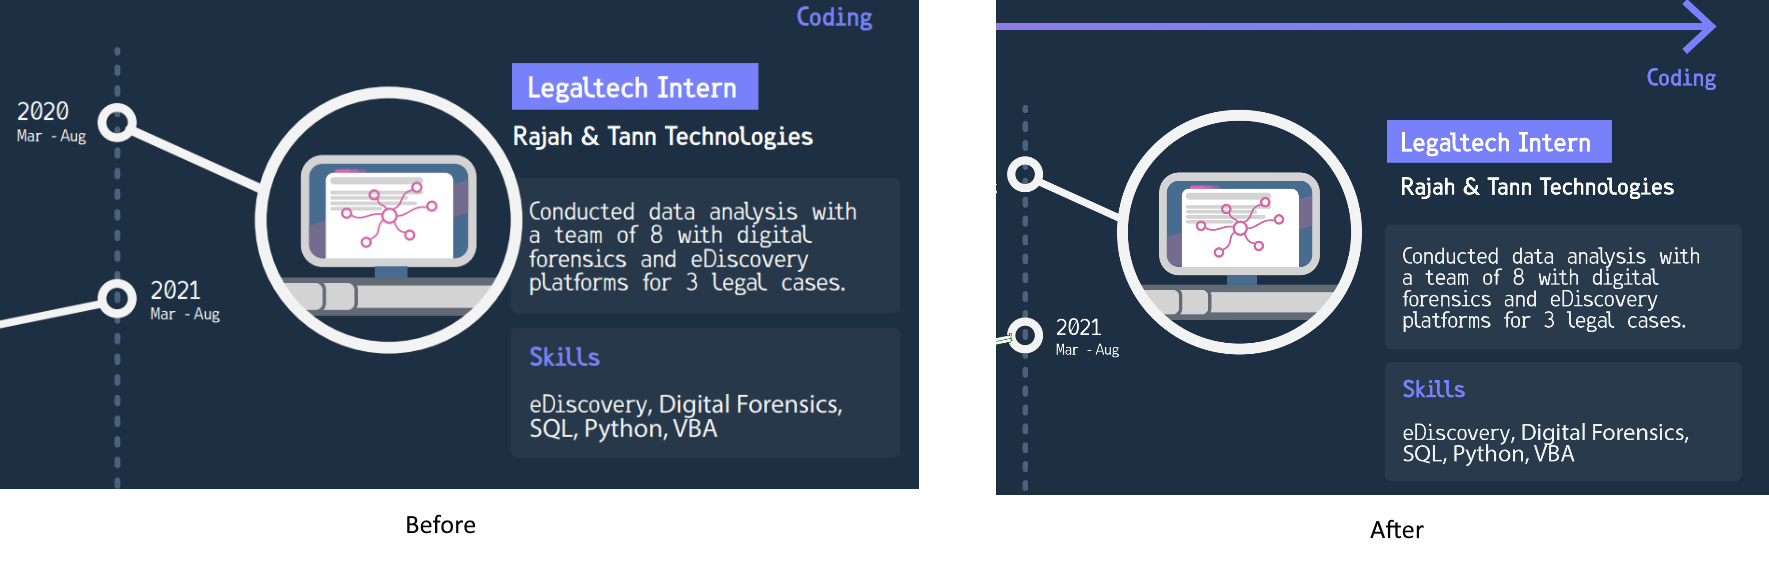 Coding
Legaltech Intern
2020
Mar - Aug
Rajah & Tann Technologies
Conducted data analysis with
a team of 8 with digital
forensics and eDiscovery
platforms for 3 legal cases.
2021
Mar - Aug
Skills
eDiscovery, Digital Forensics,
SQL, Python, VBA
Before
Coding
Legaltech Intern
Rajah & Tann Technologies
Conducted data analysis with
a team of 8 with digital
forensics and eDiscovery
platforms for 3 legal cases.
2021
Mar - Aug
Skills
eDiscovery, Digital Forensics,
SQL, Python, VBA
After